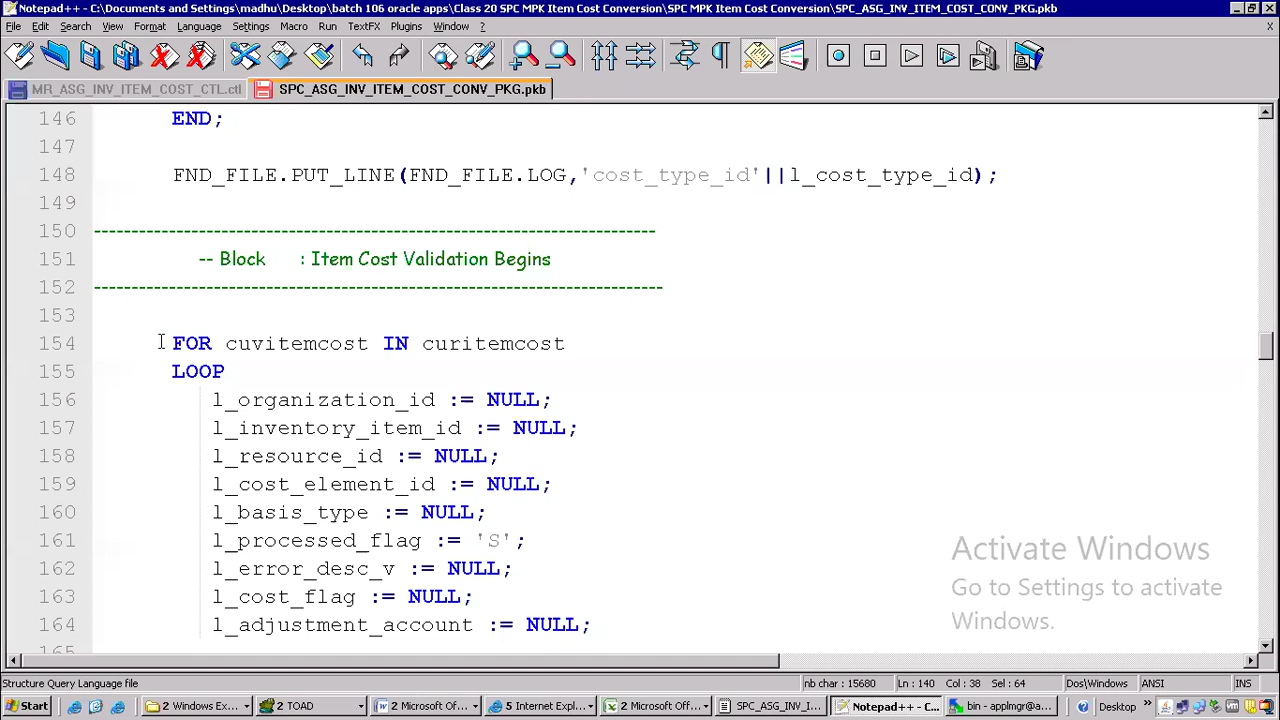 Notepad++ - C:\Documents and Settings\madhu\Desktop\batch 106 oracle apps\Class 20 SPC MPK Item Cost Conversion\SPC MPK Item Cost Conversion\SPC_ASG_INV_ITEM_COST_CONV_PKG.pkb
File Edit Search View Format Language Settings Macro Run TextFX Plugins Window ? X
MR_ASG_INV_ITEM_COST_CTL.ctl SPC_ASG_INV_ITEM_COST_CONV_PKG.pkb
146 END;
147
148 FND_FILE.PUT_LINE(FND_FILE.LOG,'cost_type_id'||l_cost_type_id);
149
150 ---------------------------------------------------------------------------
151 -- Block : Item Cost Validation Begins
152 ----------------------------------------------------------------------------
153
154 FOR cuvitemcost IN curitemcost
155 LOOP
156 l_organization_id := NULL;
157 l_inventory_item_id := NULL;
158 l_resource_id := NULL;
159 l_cost_element_id := NULL;
160 l_basis_type := NULL;
161 l_processed_flag := 'S';
162 l_error_desc_v := NULL;
163 l_cost_flag := NULL;
164 l_adjustment_account := NULL;
165
Activate Windows
Go to Settings to activate
Windows.
Structure Query Language file nb char : 15680 Ln : 140 Col : 38 Sel : 64 Dos\Windows ANSI INS
Start 2 Windows Ex... 2 TOAD 2 Microsoft Of... 5 Internet E... 2 Microsoft Of... SPC_ASG_INV_I... Notepad++ - C... bin - applmgr@a... Desktop